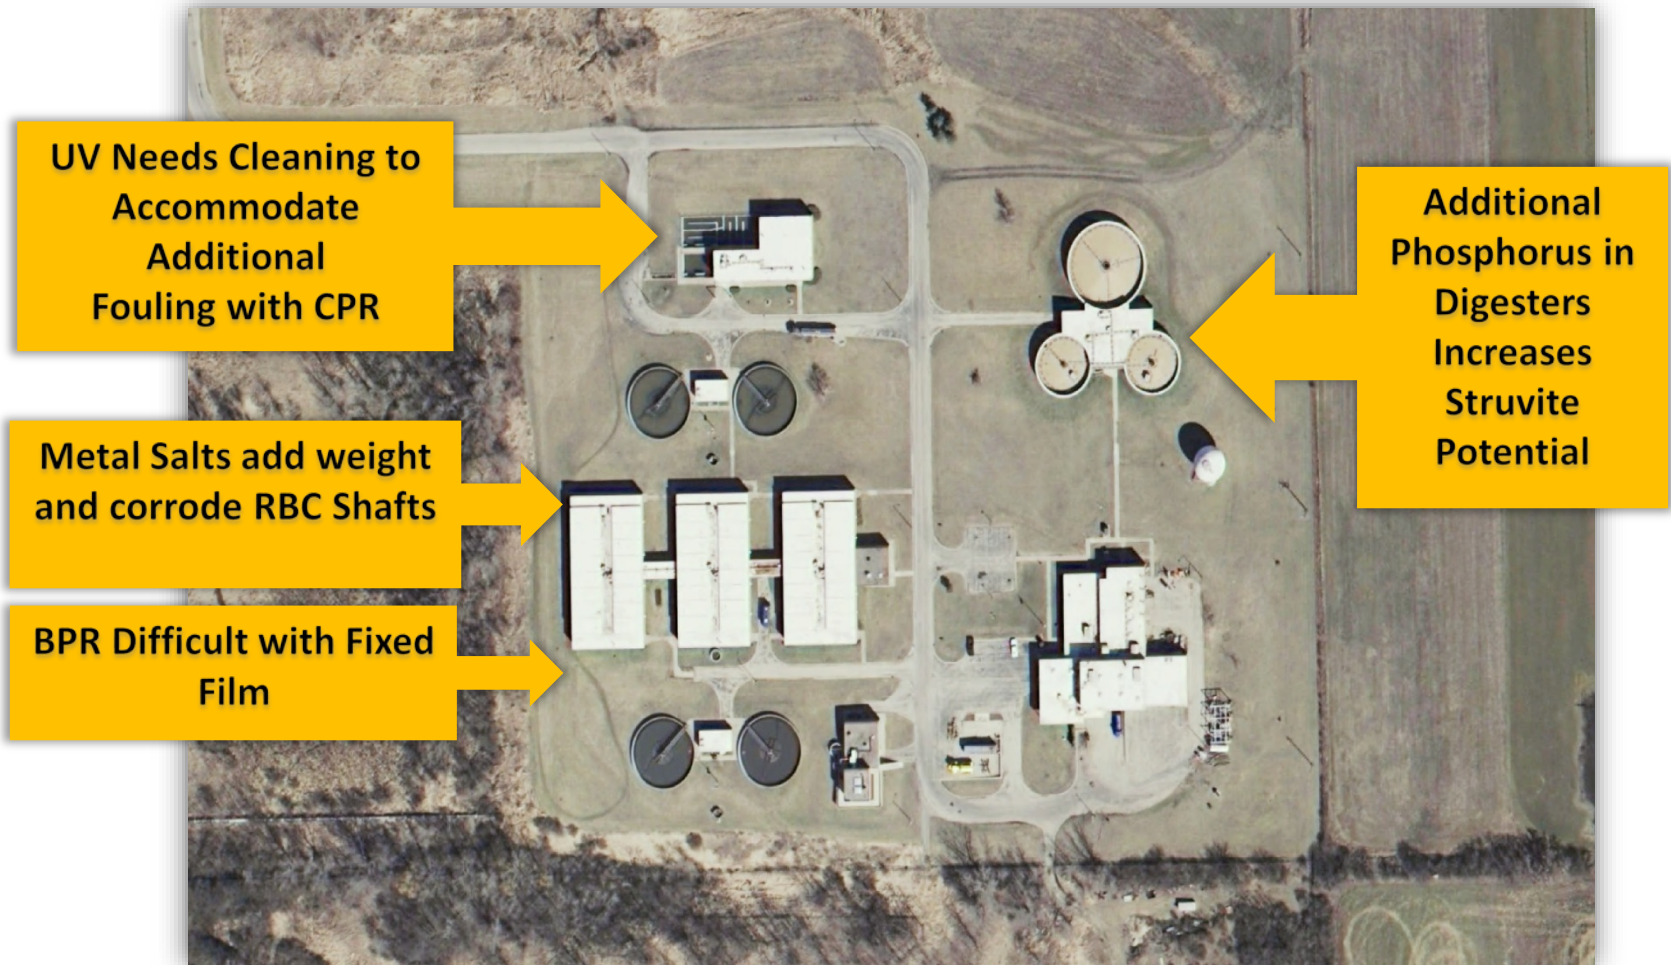 UV Needs Cleaning to
Accommodate
Additional
Fouling with CPR
Additional
Phosphorus in
Digesters
Increases
Struvite
Potential
Metal Salts add weight
and corrode RBC Shafts
BPR Difficult with Fixed
Film